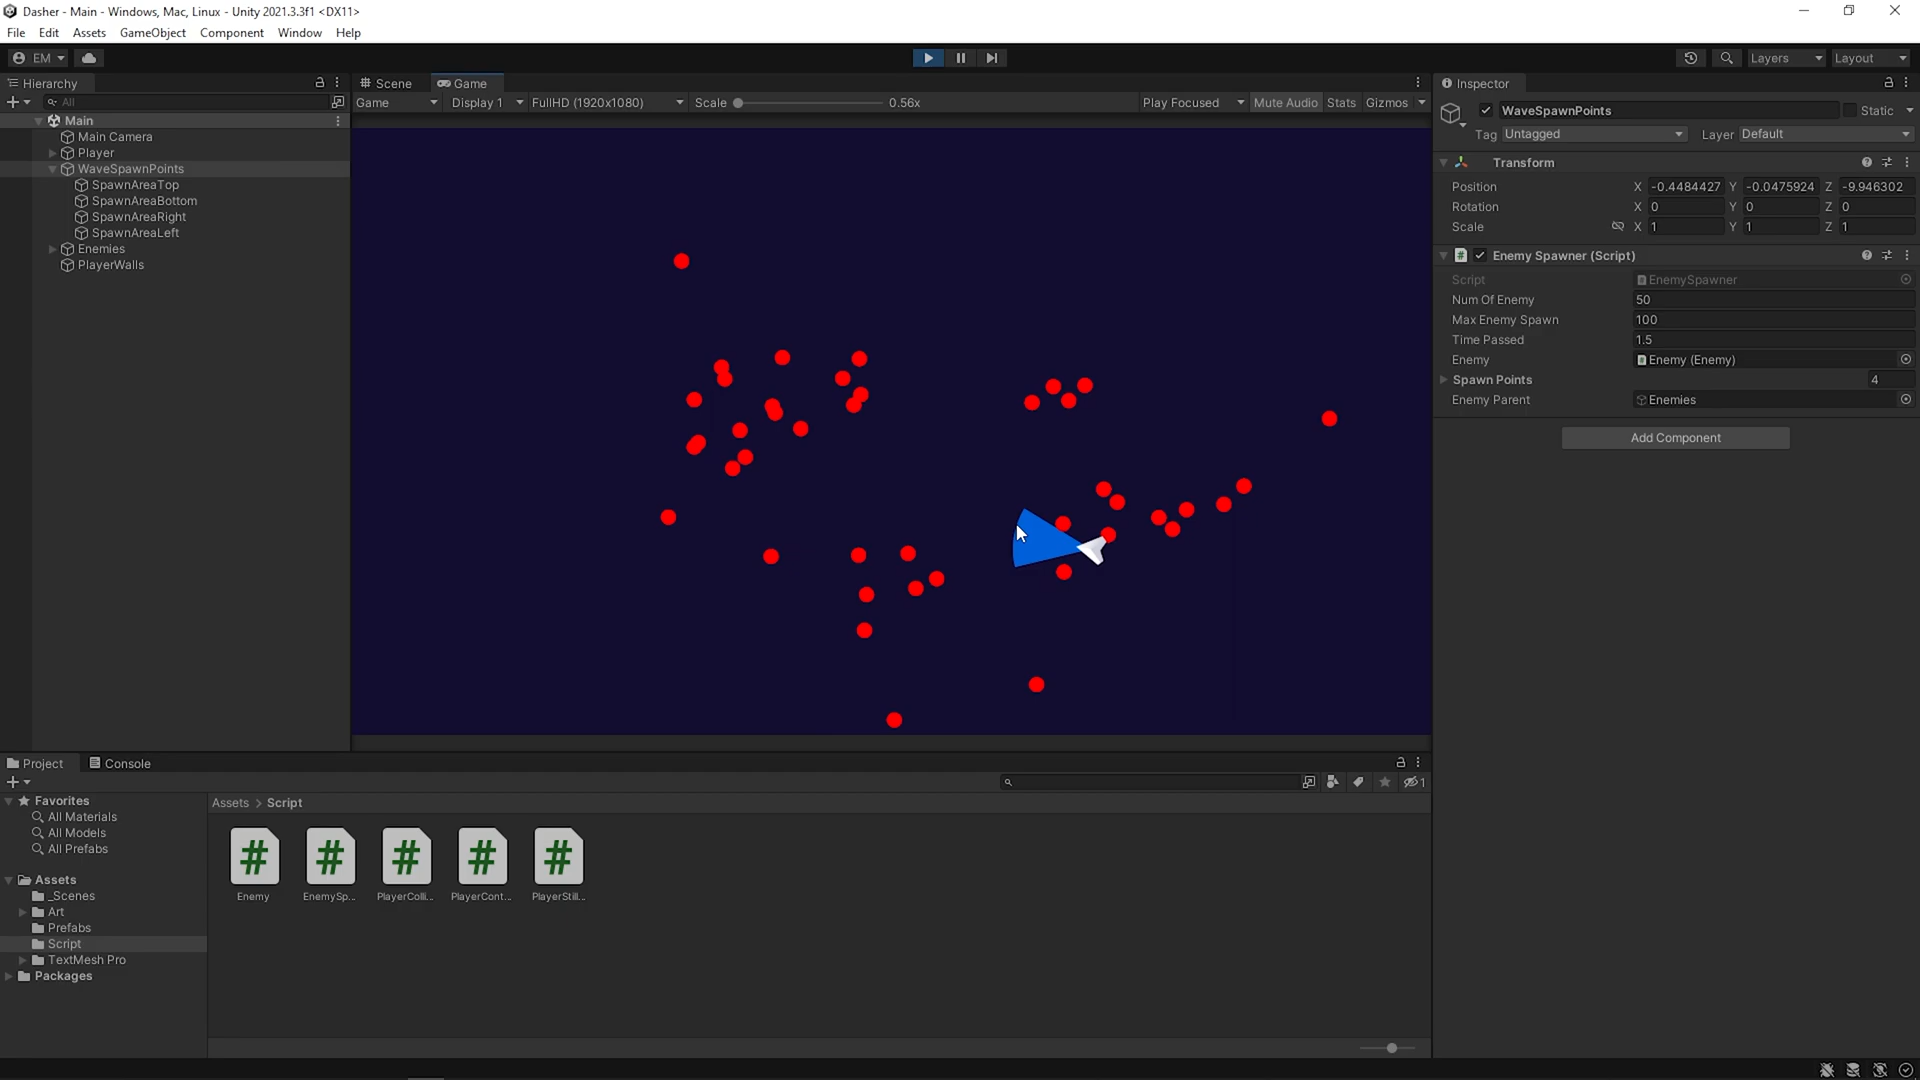 Dasher - Main - Windows, Mac, Linux - Unity 2021.3.3f1 <DX11>
File Edit Assets GameObject Component Window Help
EM Layers Layout
Hierarchy
All
Main
Main Camera
Player
WaveSpawnPoints
SpawnAreaTop
SpawnAreaBottom
SpawnAreaRight
SpawnAreaLeft
Enemies
PlayerWalls
Scene Game
Game Display 1 FullHD (1920x1080) Scale 0.56x Play Focused Mute Audio Stats Gizmos
Inspector
WaveSpawnPoints Static
Tag Untagged Layer Default
Transform
Position X -0.4484427 Y -0.0475924 Z -9.946302
Rotation X 0 Y 0 Z 0
Scale X 1 Y 1 Z 1
# Enemy Spawner (Script)
Script EnemySpawner
Num Of Enemy 50
Max Enemy Spawn 100
Time Passed 1.5
Enemy Enemy (Enemy)
Spawn Points 4
Enemy Parent Enemies
Add Component
Project Console
1
Favorites
All Materials
All Models
All Prefabs
Assets
_Scenes
Art
Prefabs
Script
TextMesh Pro
Packages
Assets > Script
# # # # #
Enemy EnemySp... PlayerColli... PlayerCont... PlayerStill...